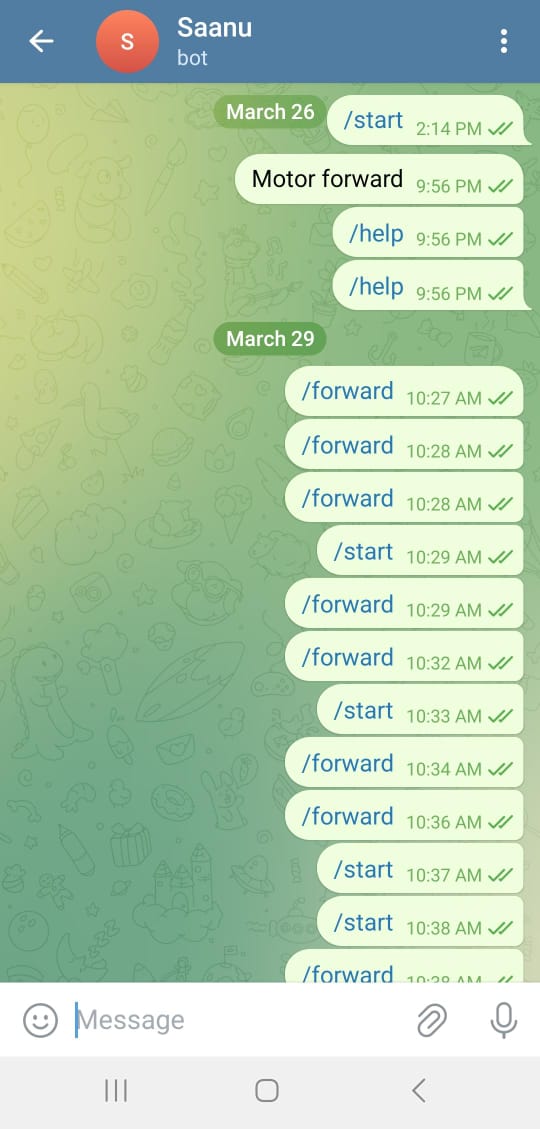 S
Saanu
bot
March 26
/start 2:14 PM
Motor forward 9:56 PM
/help 9:56 PM
/help 9:56 PM
March 29
/forward 10:27 AM
/forward 10:28 AM
/forward 10:28 AM
/start 10:29 AM
/forward 10:29 AM
/forward 10:32 AM
/start 10:33 AM
/forward 10:34 AM
/forward 10:36 AM
/start 10:37 AM
/start 10:38 AM
/forward 10:38 AM
Message